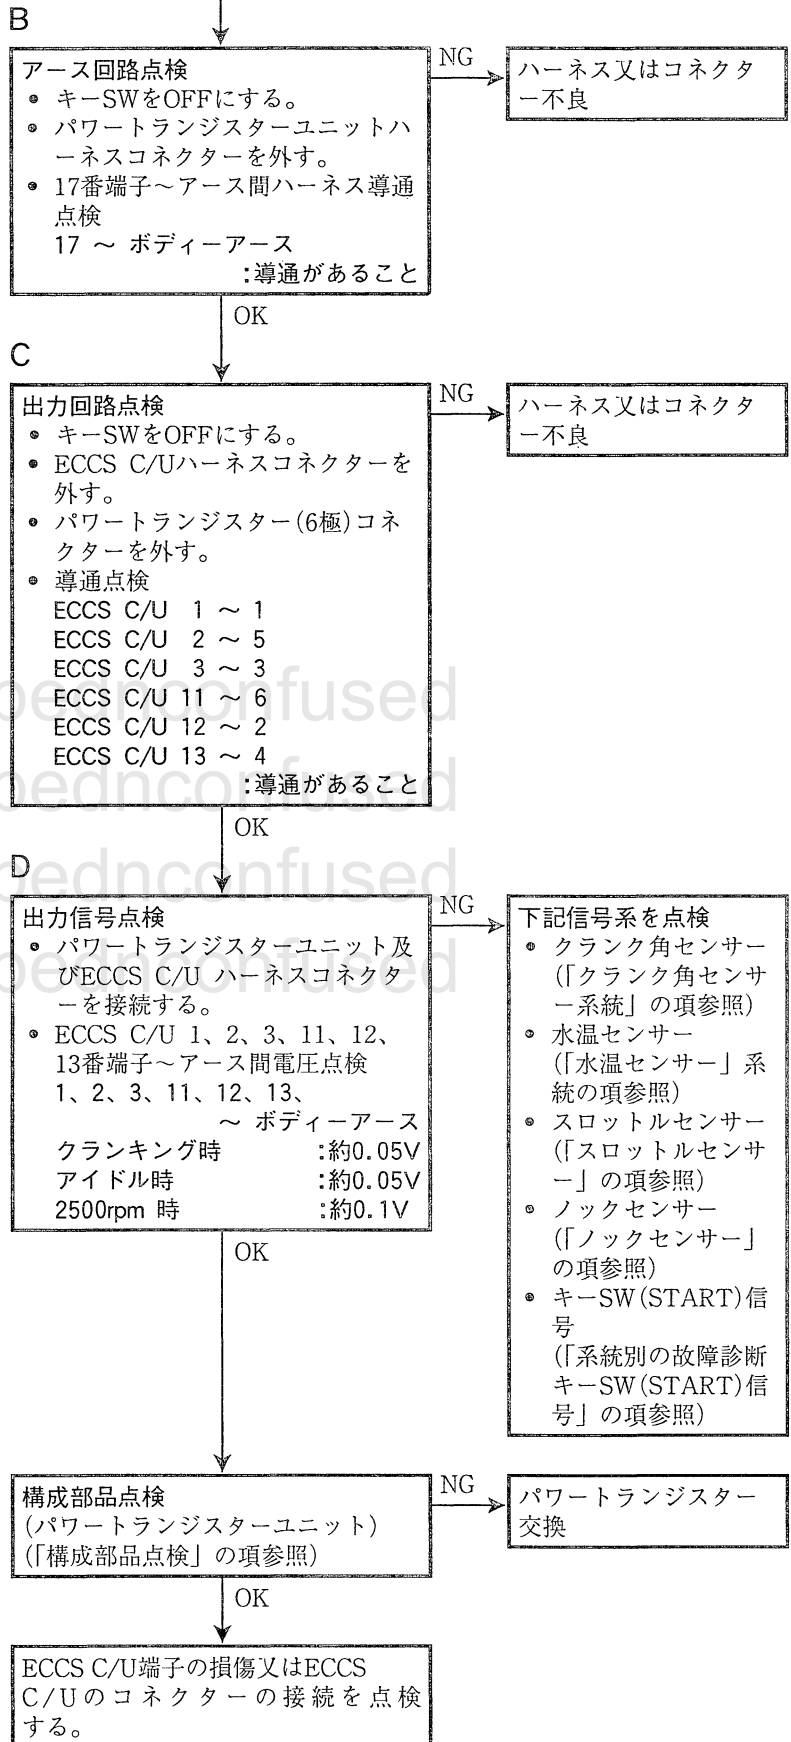 B
アース回路点検
● キーSWをOFFにする。
● パワートランジスターユニットハ
ーネスコネクターを外す。
● 17番端子～アース間ハーネス導通
点検
17 ～ ボディーアース
:導通があること
NG
ハーネス又はコネクタ
ー不良
OK
C
出力回路点検
● キーSWをOFFにする。
● ECCS C/Uハーネスコネクターを
外す。
● パワートランジスター(6極)コネ
クターを外す。
● 導通点検
ECCS C/U 1 ～ 1
ECCS C/U 2 ～ 5
ECCS C/U 3 ～ 3
ECCS C/U 11 ～ 6
ECCS C/U 12 ～ 2
ECCS C/U 13 ～ 4
:導通があること
NG
ハーネス又はコネクタ
ー不良
OK
D
出力信号点検
● パワートランジスターユニット及
びECCS C/U ハーネスコネクタ
ーを接続する。
● ECCS C/U 1、2、3、11、12、
13番端子～アース間電圧点検
1、2、3、11、12、13、
～ ボディーアース
クランキング時 :約0.05V
アイドル時 :約0.05V
2500rpm 時 :約0.1V
NG
下記信号系を点検
● クランク角センサー
(「クランク角センサ
ー系統」の項参照)
● 水温センサー
(「水温センサー」系
統の項参照)
● スロットルセンサー
(「スロットルセンサ
ー」の項参照)
● ノックセンサー
(「ノックセンサー」
の項参照)
● キーSW(START)信
号
(「系統別の故障診断
キーSW(START)信
号」の項参照)
OK
構成部品点検
(パワートランジスターユニット)
(「構成部品点検」の項参照)
NG
パワートランジスター
交換
OK
ECCS C/U端子の損傷又はECCS
C/Uのコネクターの接続を点検
する。
pednconfused
pednconfused
pednconfused
pednconfused